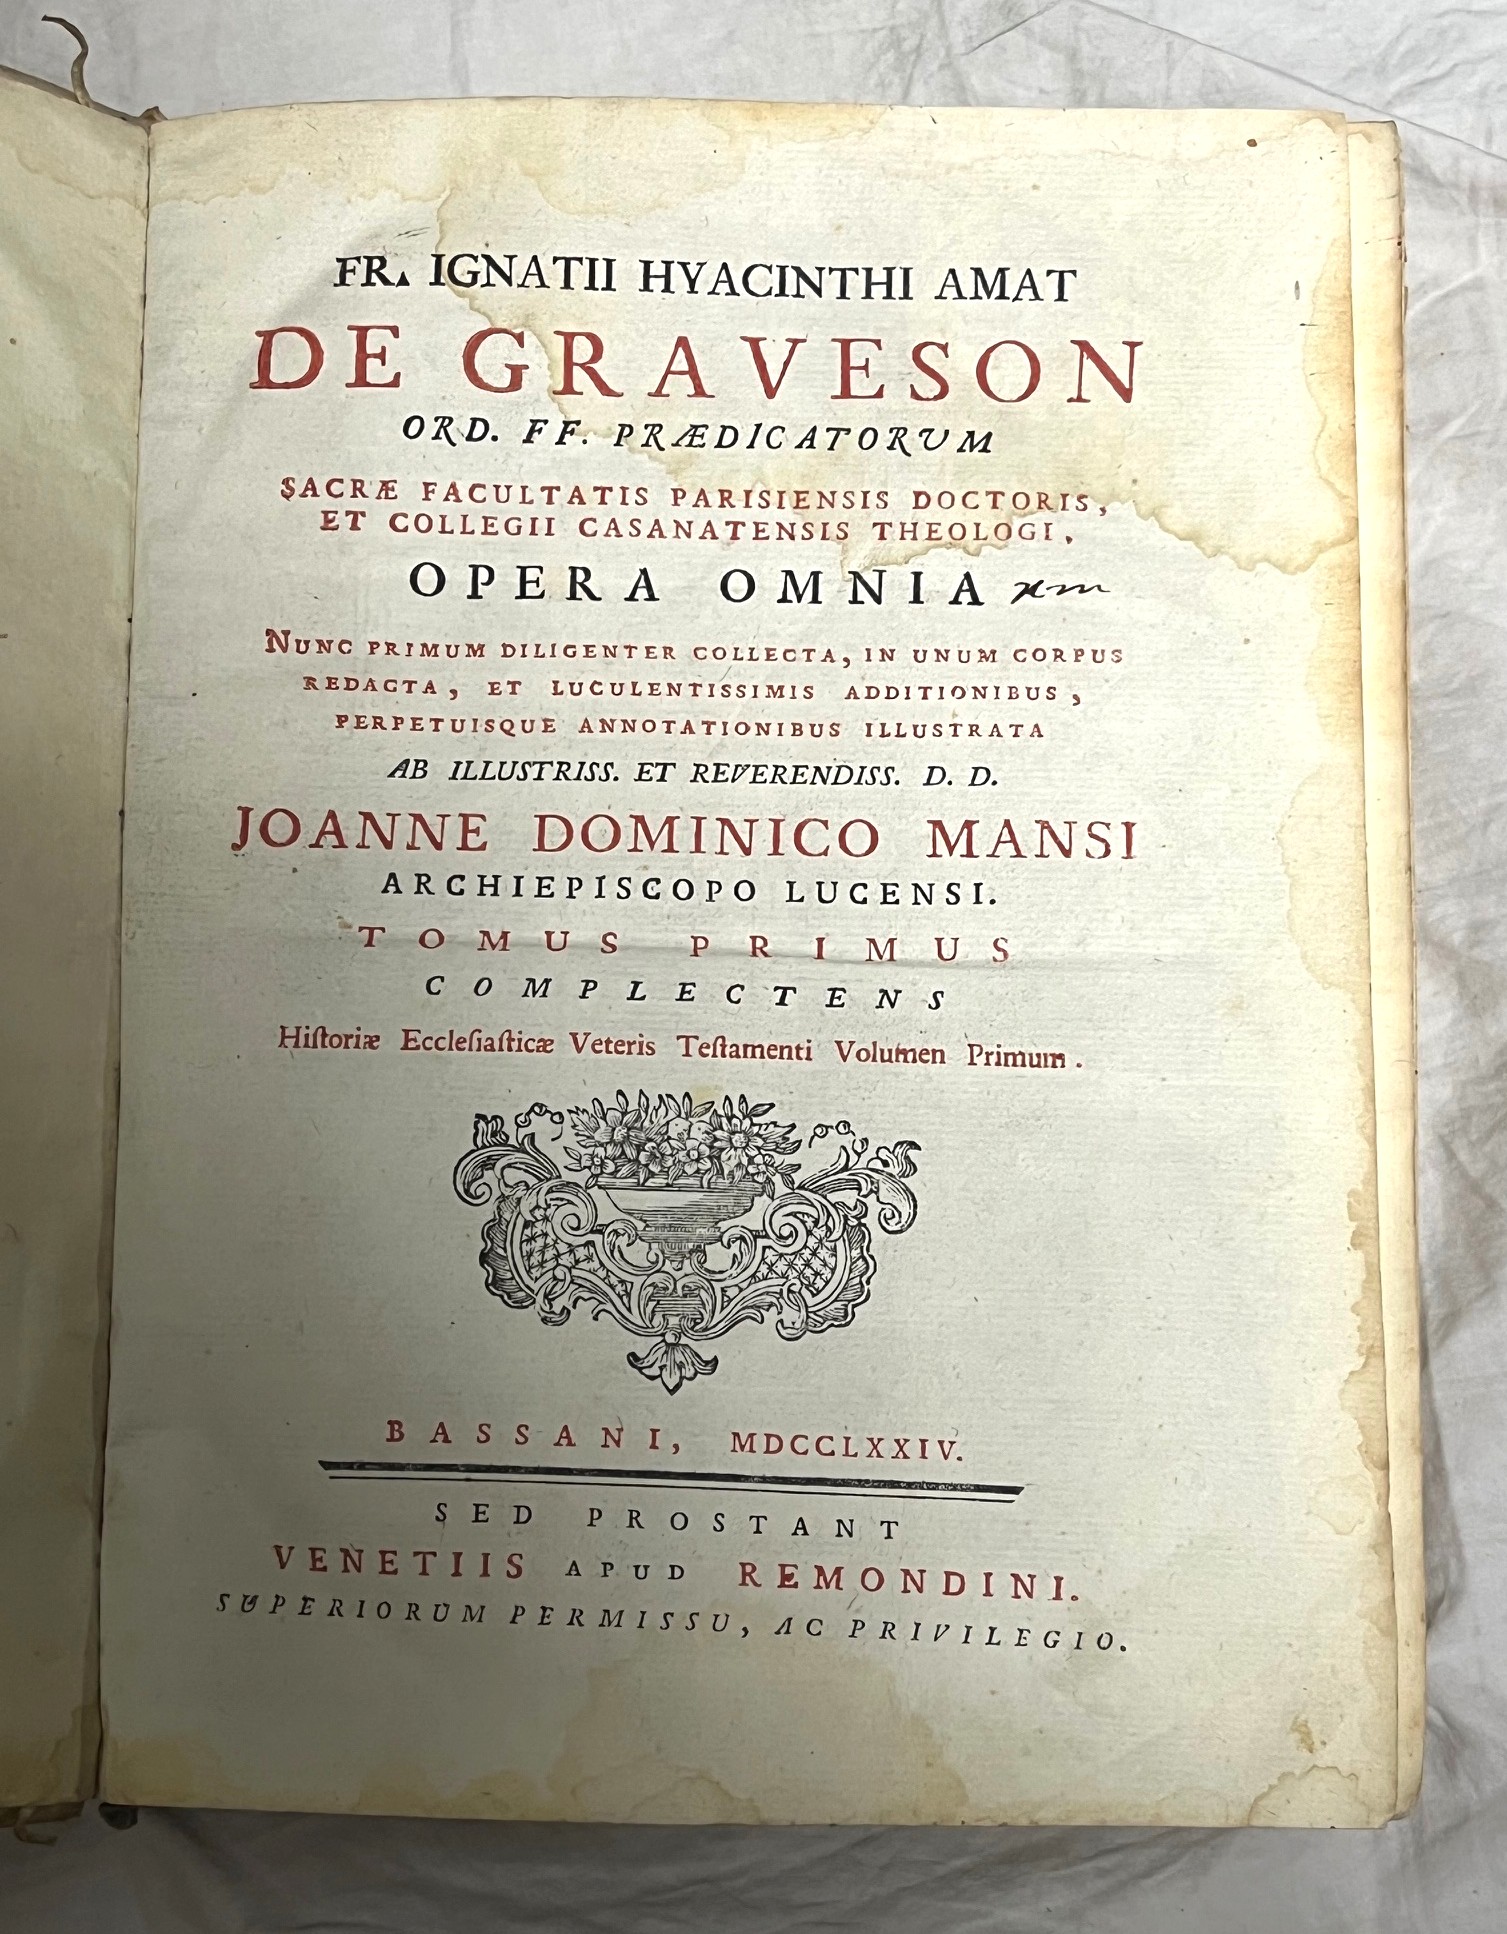 FR. IGNATII HYACINTHI AMAT
DE GRAVESON
ORD. FF. PRÆDICATORUM
SACRÆ FACULTATIS PARISIENSIS DOCTORIS,
ET COLLEGII CASANATENSIS THEOLOGI,
OPERA OMNIA
NUNC PRIMUM DILIGENTER COLLECTA, IN UNUM CORPUS
REDACTA, ET LUCULENTISSIMIS ADDITIONIBUS,
PERPETUISQUE ANNOTATIONIBUS ILLUSTRATA
AB ILLUSTRISS. ET REVERENDISS. D. D.
JOANNE DOMINICO MANSI
ARCHIEPISCOPO LUCENSI.
TOMUS PRIMUS
COMPLECTENS
Hiſtoriæ Eccleſiaſticæ Veteris Teſtamenti Volumen Primum.
BASSANI, MDCCLXXIV.
SED PROSTANT
VENETIIS APUD REMONDINI.
SUPERIORUM PERMISSU, AC PRIVILEGIO.